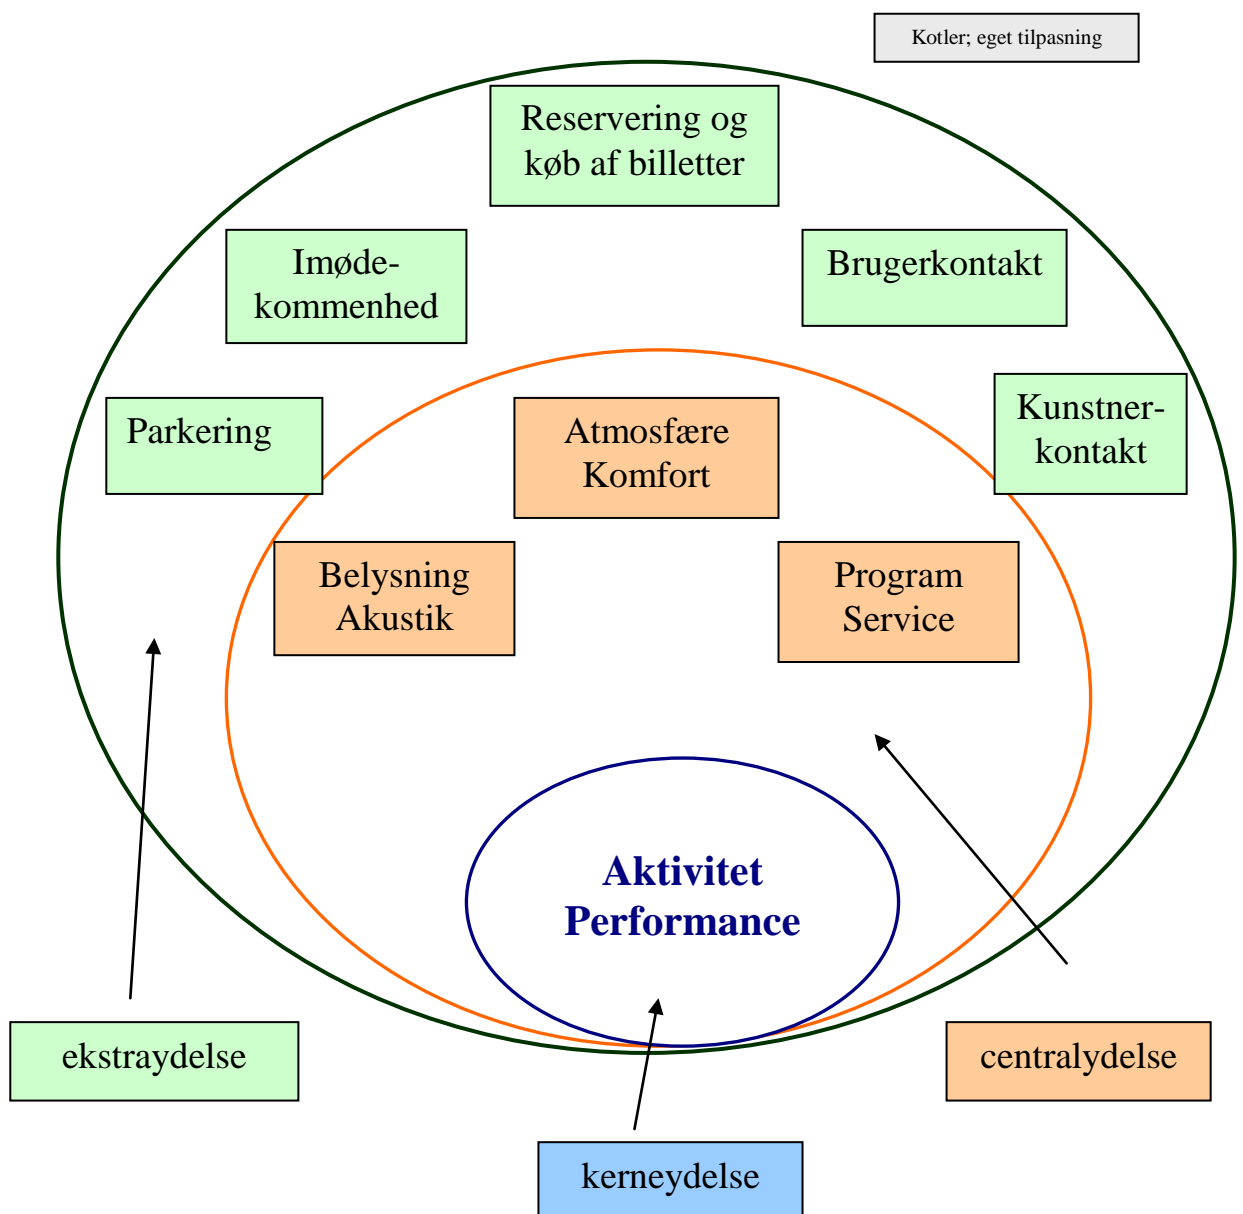 Kotler; eget tilpasning
Reservering og
køb af billetter
Imøde-
kommenhed
Brugerkontakt
Parkering
Kunstner-
kontakt
Atmosfære
Komfort
Belysning
Akustik
Program
Service
Aktivitet
Performance
ekstraydelse
centralydelse
kerneydelse